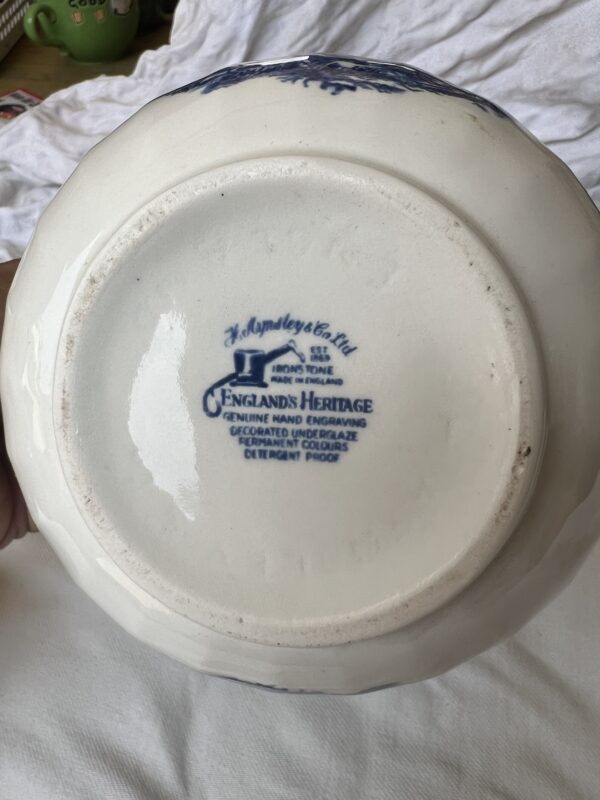 H. Aynsley & Co Ltd
EST
1869
IRONSTONE
MADE IN ENGLAND
ENGLAND'S HERITAGE
GENUINE HAND ENGRAVING
DECORATED UNDERGLAZE
PERMANENT COLOURS
DETERGENT PROOF